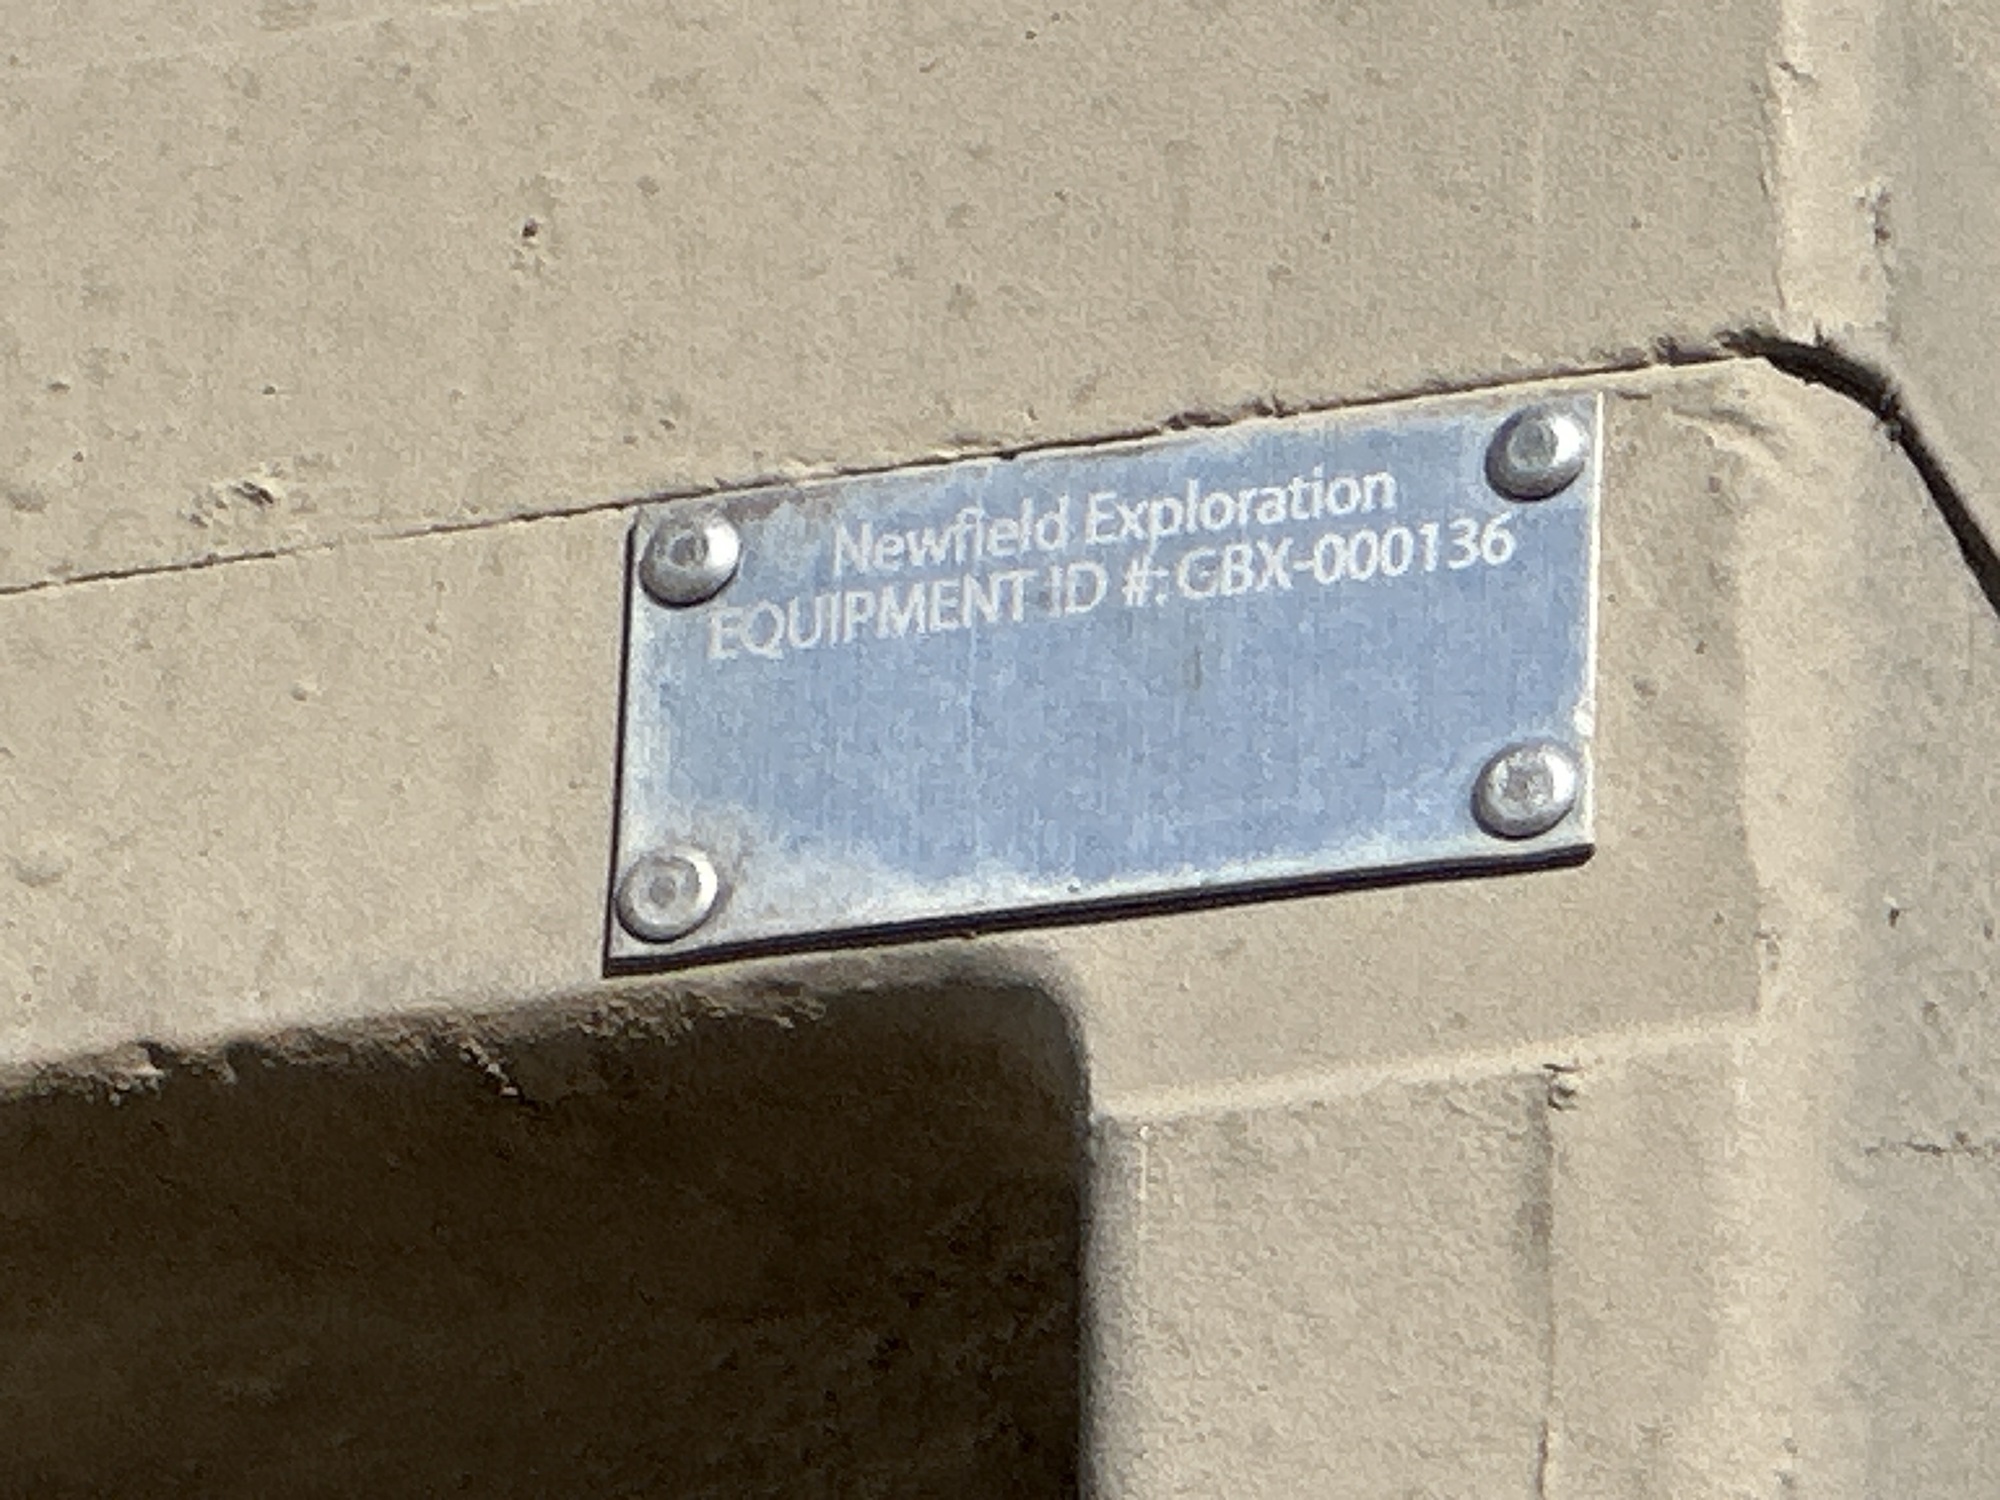 Newfield Exploration
EQUIPMENT ID #: GBX-000136